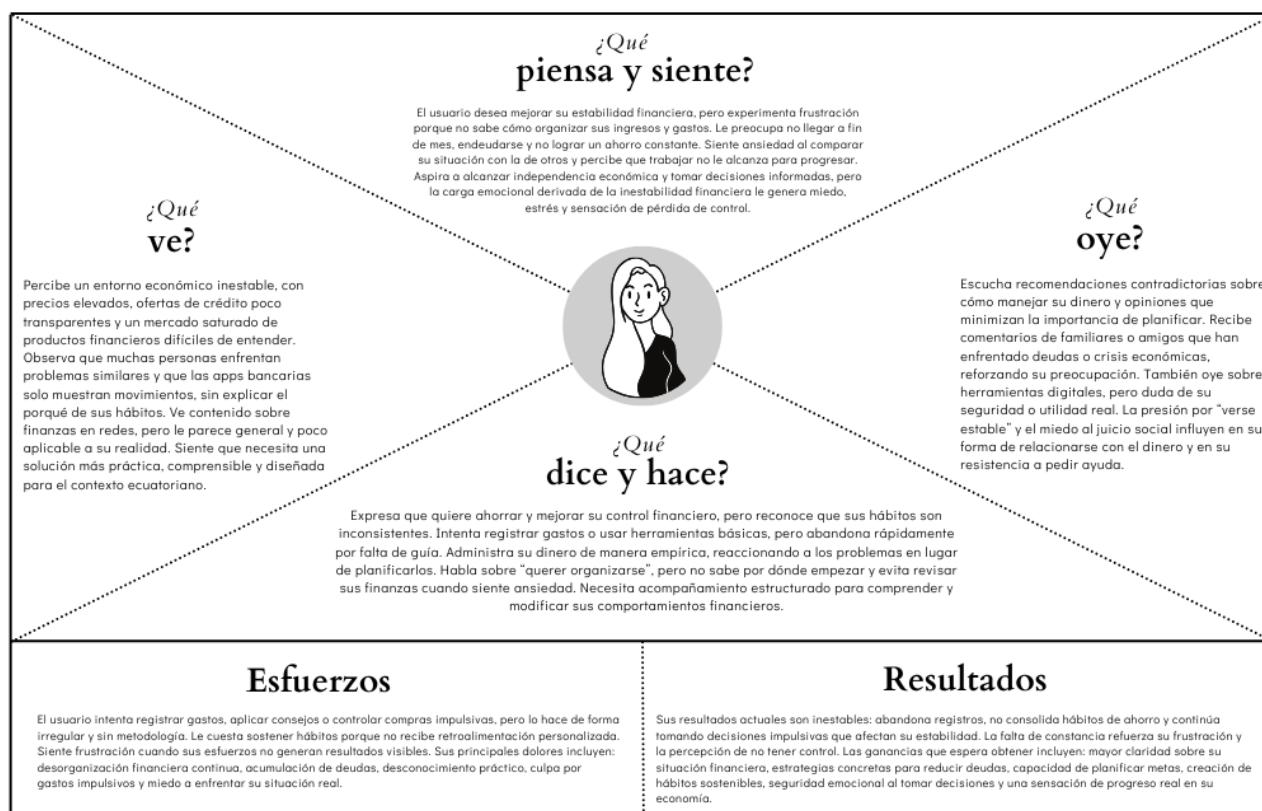 ¿Qué
piensa y siente?
El usuario desea mejorar su estabilidad financiera, pero experimenta frustración
porque no sabe cómo organizar sus ingresos y gastos. Le preocupa no llegar a fin
de mes, endeudarse y no lograr un ahorro constante. Siente ansiedad al comparar
su situación con la de otros y percibe que trabajar no le alcanza para progresar.
Aspira a alcanzar independencia económica y tomar decisiones informadas, pero
la carga emocional derivada de la inestabilidad financiera le genera miedo,
estrés y sensación de pérdida de control.
¿Qué
ve?
Percibe un entorno económico inestable, con
precios elevados, ofertas de crédito poco
transparentes y un mercado saturado de
productos financieros difíciles de entender.
Observa que muchas personas enfrentan
problemas similares y que las apps bancarias
solo muestran movimientos, sin explicar el
porqué de sus hábitos. Ve contenido sobre
finanzas en redes, pero le parece general y poco
aplicable a su realidad. Siente que necesita una
solución más práctica, comprensible y diseñada
para el contexto ecuatoriano.
¿Qué
oye?
Escucha recomendaciones contradictorias sobre
cómo manejar su dinero y opiniones que
minimizan la importancia de planificar. Recibe
comentarios de familiares o amigos que han
enfrentado deudas o crisis económicas,
reforzando su preocupación. También oye sobre
herramientas digitales, pero duda de su
seguridad o utilidad real. La presión por “verse
estable” y el miedo al juicio social influyen en su
forma de relacionarse con el dinero y en su
resistencia a pedir ayuda.
¿Qué
dice y hace?
Expresa que quiere ahorrar y mejorar su control financiero, pero reconoce que sus hábitos son
inconsistentes. Intenta registrar gastos o usar herramientas básicas, pero abandona rápidamente
por falta de guía. Administra su dinero de manera empírica, reaccionando a los problemas en lugar
de planificarlos. Habla sobre “querer organizarse”, pero no sabe por dónde empezar y evita revisar
sus finanzas cuando siente ansiedad. Necesita acompañamiento estructurado para comprender y
modificar sus comportamientos financieros.
Esfuerzos
El usuario intenta registrar gastos, aplicar consejos o controlar compras impulsivas, pero lo hace de forma
irregular y sin metodología. Le cuesta sostener hábitos porque no recibe retroalimentación personalizada.
Siente frustración cuando sus esfuerzos no generan resultados visibles. Sus principales dolores incluyen:
desorganización financiera continua, acumulación de deudas, desconocimiento práctico, culpa por
gastos impulsivos y miedo a enfrentar su situación real.
Resultados
Sus resultados actuales son inestables: abandona registros, no consolida hábitos de ahorro y continúa
tomando decisiones impulsivas que afectan su estabilidad. La falta de constancia refuerza su frustración y
la percepción de no tener control. Las ganancias que espera obtener incluyen: mayor claridad sobre su
situación financiera, estrategias concretas para reducir deudas, capacidad de planificar metas, creación de
hábitos sostenibles, seguridad emocional al tomar decisiones y una sensación de progreso real en su
economía.